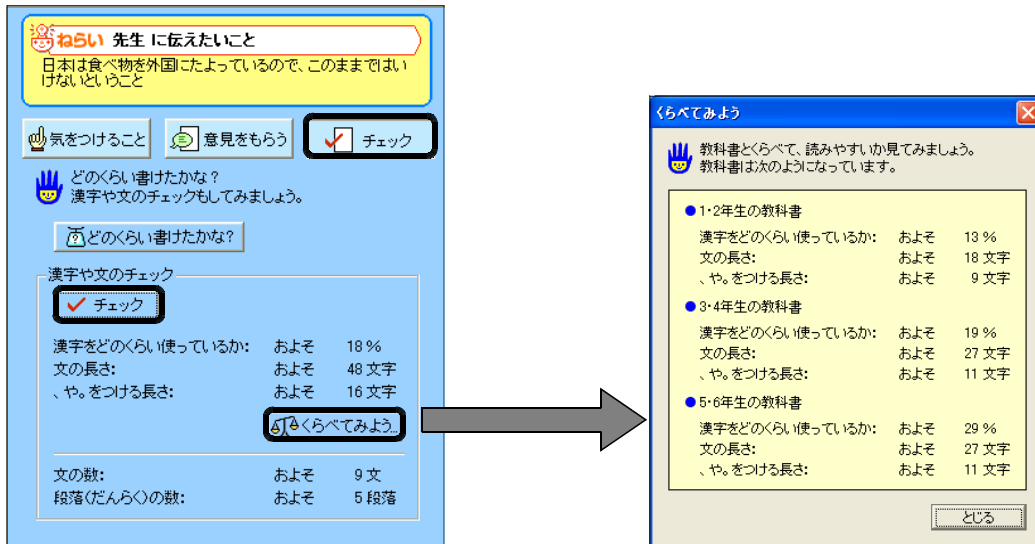 ねらい 先生 に伝えたいこと
日本は食べ物を外国にたよっているので、このままではい
けないということ
気をつけること
意見をもらう
チェック
どのくらい書けたかな?
漢字や文のチェックもしてみましょう。
どのくらい書けたかな?
漢字や文のチェック
チェック
漢字をどのくらい使っているか: およそ 18 %
文の長さ: およそ 48 文字
、や。をつける長さ: およそ 16 文字
くらべてみよう...
文の数: およそ 9 文
段落(だんらく)の数: およそ 5 段落
くらべてみよう
教科書とくらべて、読みやすいか見てみましょう。
教科書は次のようになっています。
●1・2年生の教科書
漢字をどのくらい使っているか: およそ 13 %
文の長さ: およそ 18 文字
、や。をつける長さ: およそ 9 文字
●3・4年生の教科書
漢字をどのくらい使っているか: およそ 19 %
文の長さ: およそ 27 文字
、や。をつける長さ: およそ 11 文字
●5・6年生の教科書
漢字をどのくらい使っているか: およそ 29 %
文の長さ: およそ 27 文字
、や。をつける長さ: およそ 11 文字
とじる